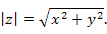 |z| = √(x² + y²).